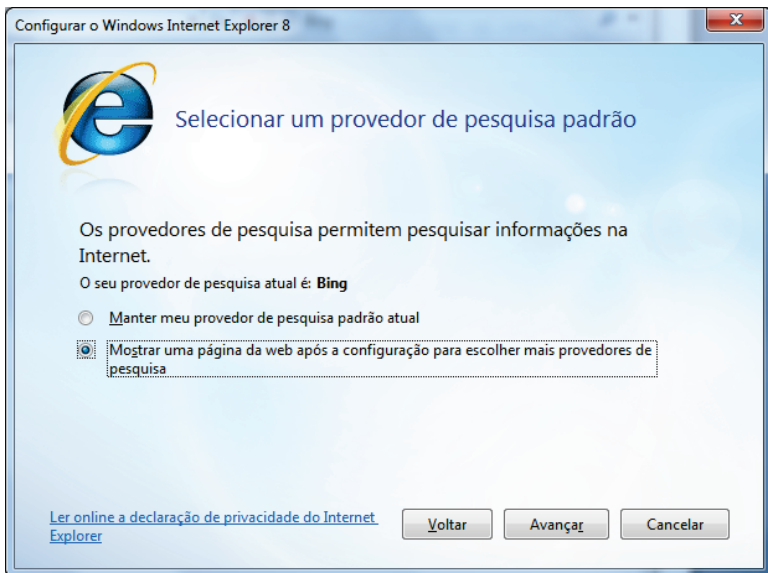 Configurar o Windows Internet Explorer 8
Selecionar um provedor de pesquisa padrão
Os provedores de pesquisa permitem pesquisar informações na
Internet.
O seu provedor de pesquisa atual é: Bing
Manter meu provedor de pesquisa padrão atual
Mostrar uma página da web após a configuração para escolher mais provedores de
pesquisa
Ler online a declaração de privacidade do Internet
Explorer
Voltar
Avançar
Cancelar